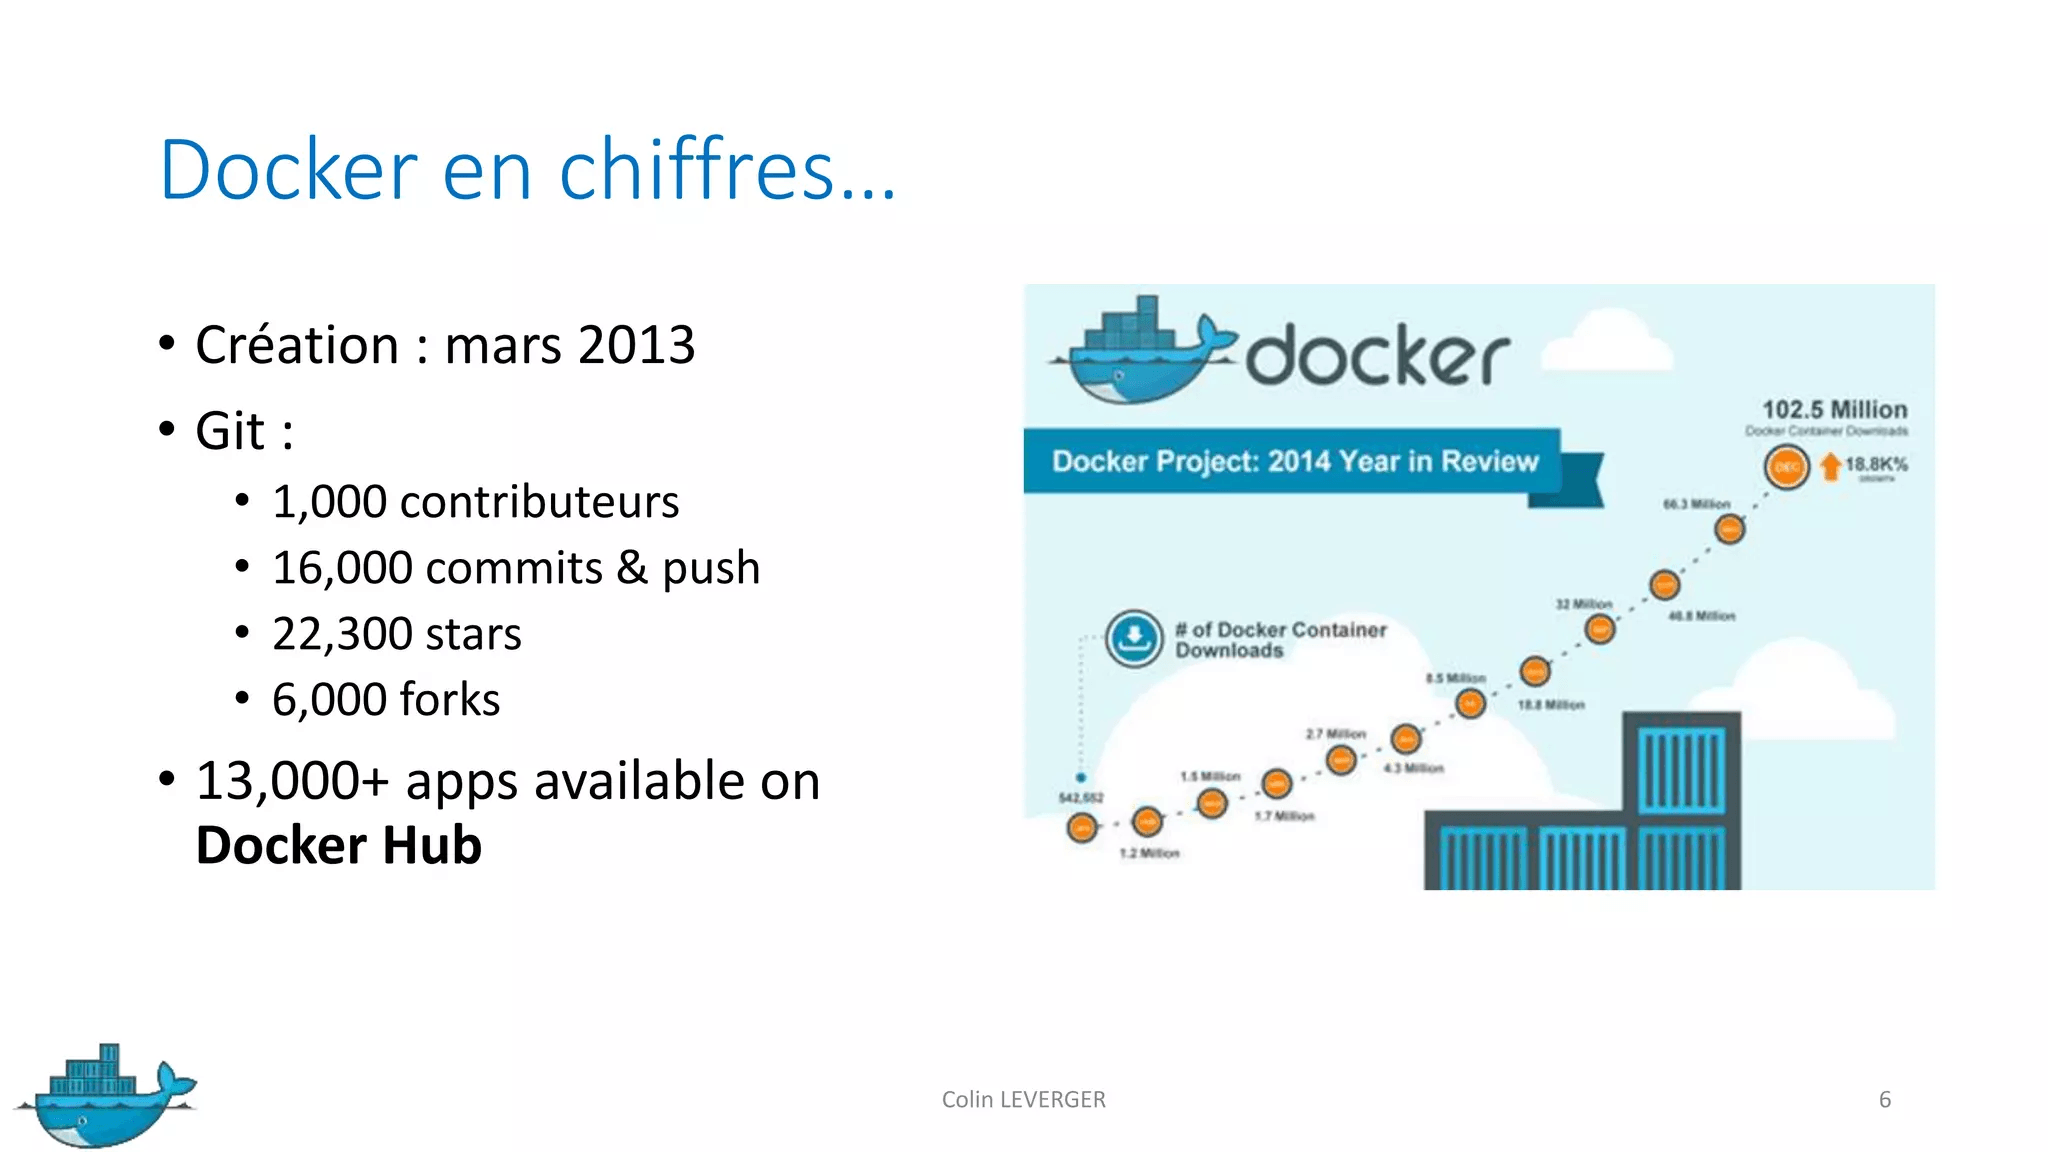 Docker en chiffres…
• Création : mars 2013
• Git :
• 1,000 contributeurs
• 16,000 commits & push
• 22,300 stars
• 6,000 forks
• 13,000+ apps available on
Docker Hub
docker
Docker Project: 2014 Year in Review
102.5 Million
Docker Container Downloads
DEC
18.8K%
GROWTH
66.3 Million
32 Million
# of Docker Container
Downloads
8.5 Million
18.8 Million
2.7 Million
4.3 Million
1.5 Million
542,552
1.7 Million
1.2 Million
Colin LEVERGER
6